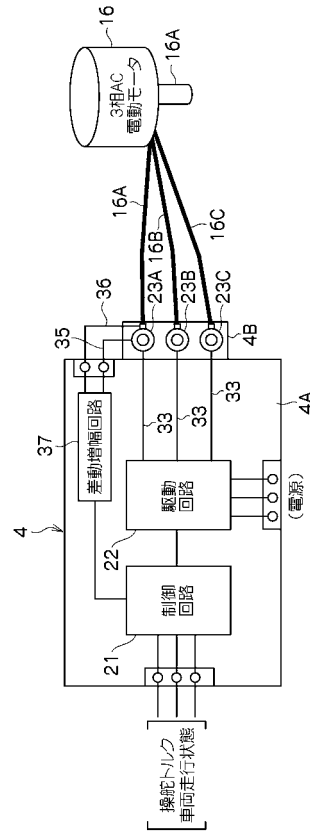 16
3相AC
電動モータ
16A
16A
16B
16C
36
35
23A
23B
23C
4B
37
差動増幅回路
33
33
33
4
4A
駆動
回路
22
(電源)
制御
回路
21
操舵トルク
車両走行状態